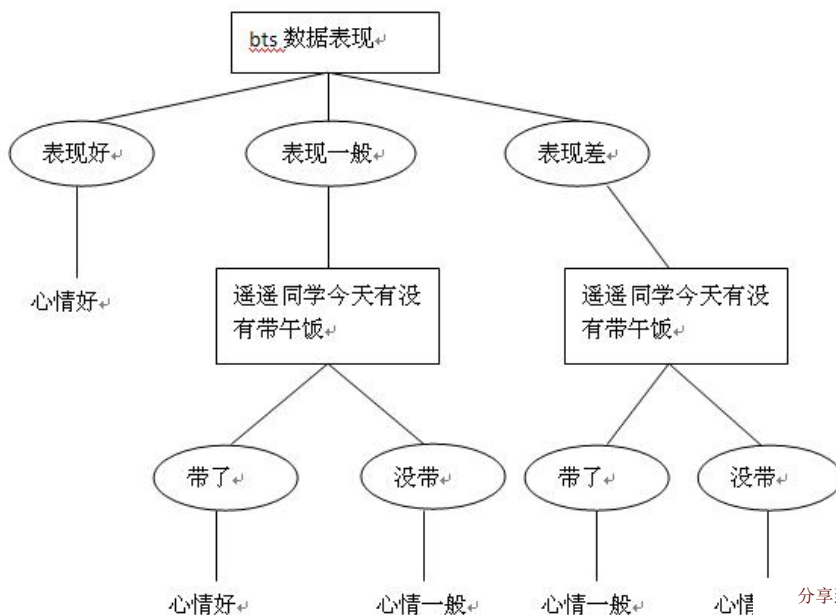 bts 数据表现
表现好
表现一般
表现差
心情好
遥遥同学今天有没
有带午饭
遥遥同学今天有没
有带午饭
带了
没带
带了
没带
心情好
心情一般
心情一般
心情
分享